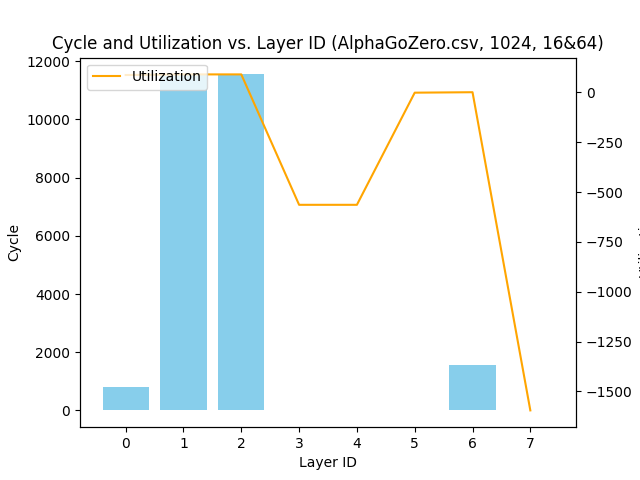 Cycle and Utilization vs. Layer ID (AlphaGoZero.csv, 1024, 16&64)
Utilization
12000
10000
8000
6000
4000
2000
0
Cycle
0
−250
−500
−750
−1000
−1250
−1500
0 1 2 3 4 5 6 7
Layer ID